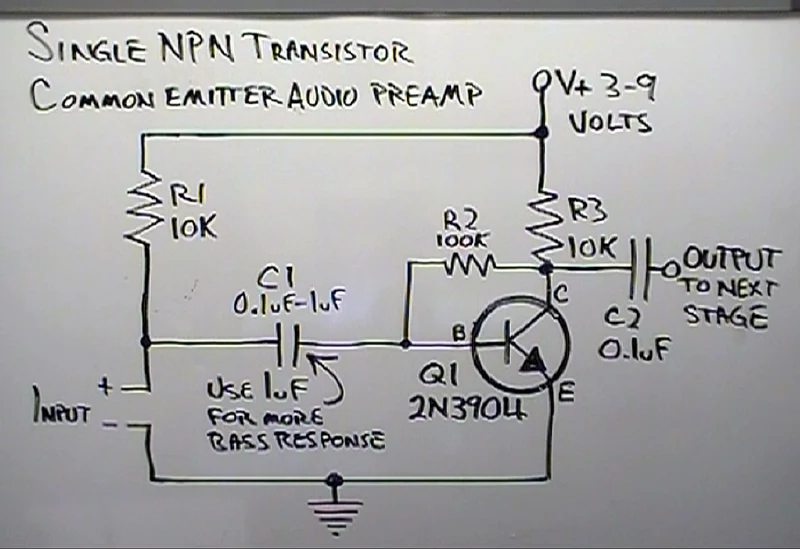 SINGLE NPN TRANSISTOR
COMMON EMITTER AUDIO PREAMP
V+ 3-9
VOLTS
R1
10K
R2
100K
R3
10K
C1
0.1uF-1uF
OUTPUT
TO NEXT
STAGE
C
C2
0.1uF
B
Q1
2N3904
E
USE 1uF
FOR MORE
BASS RESPONSE
+
INPUT
-